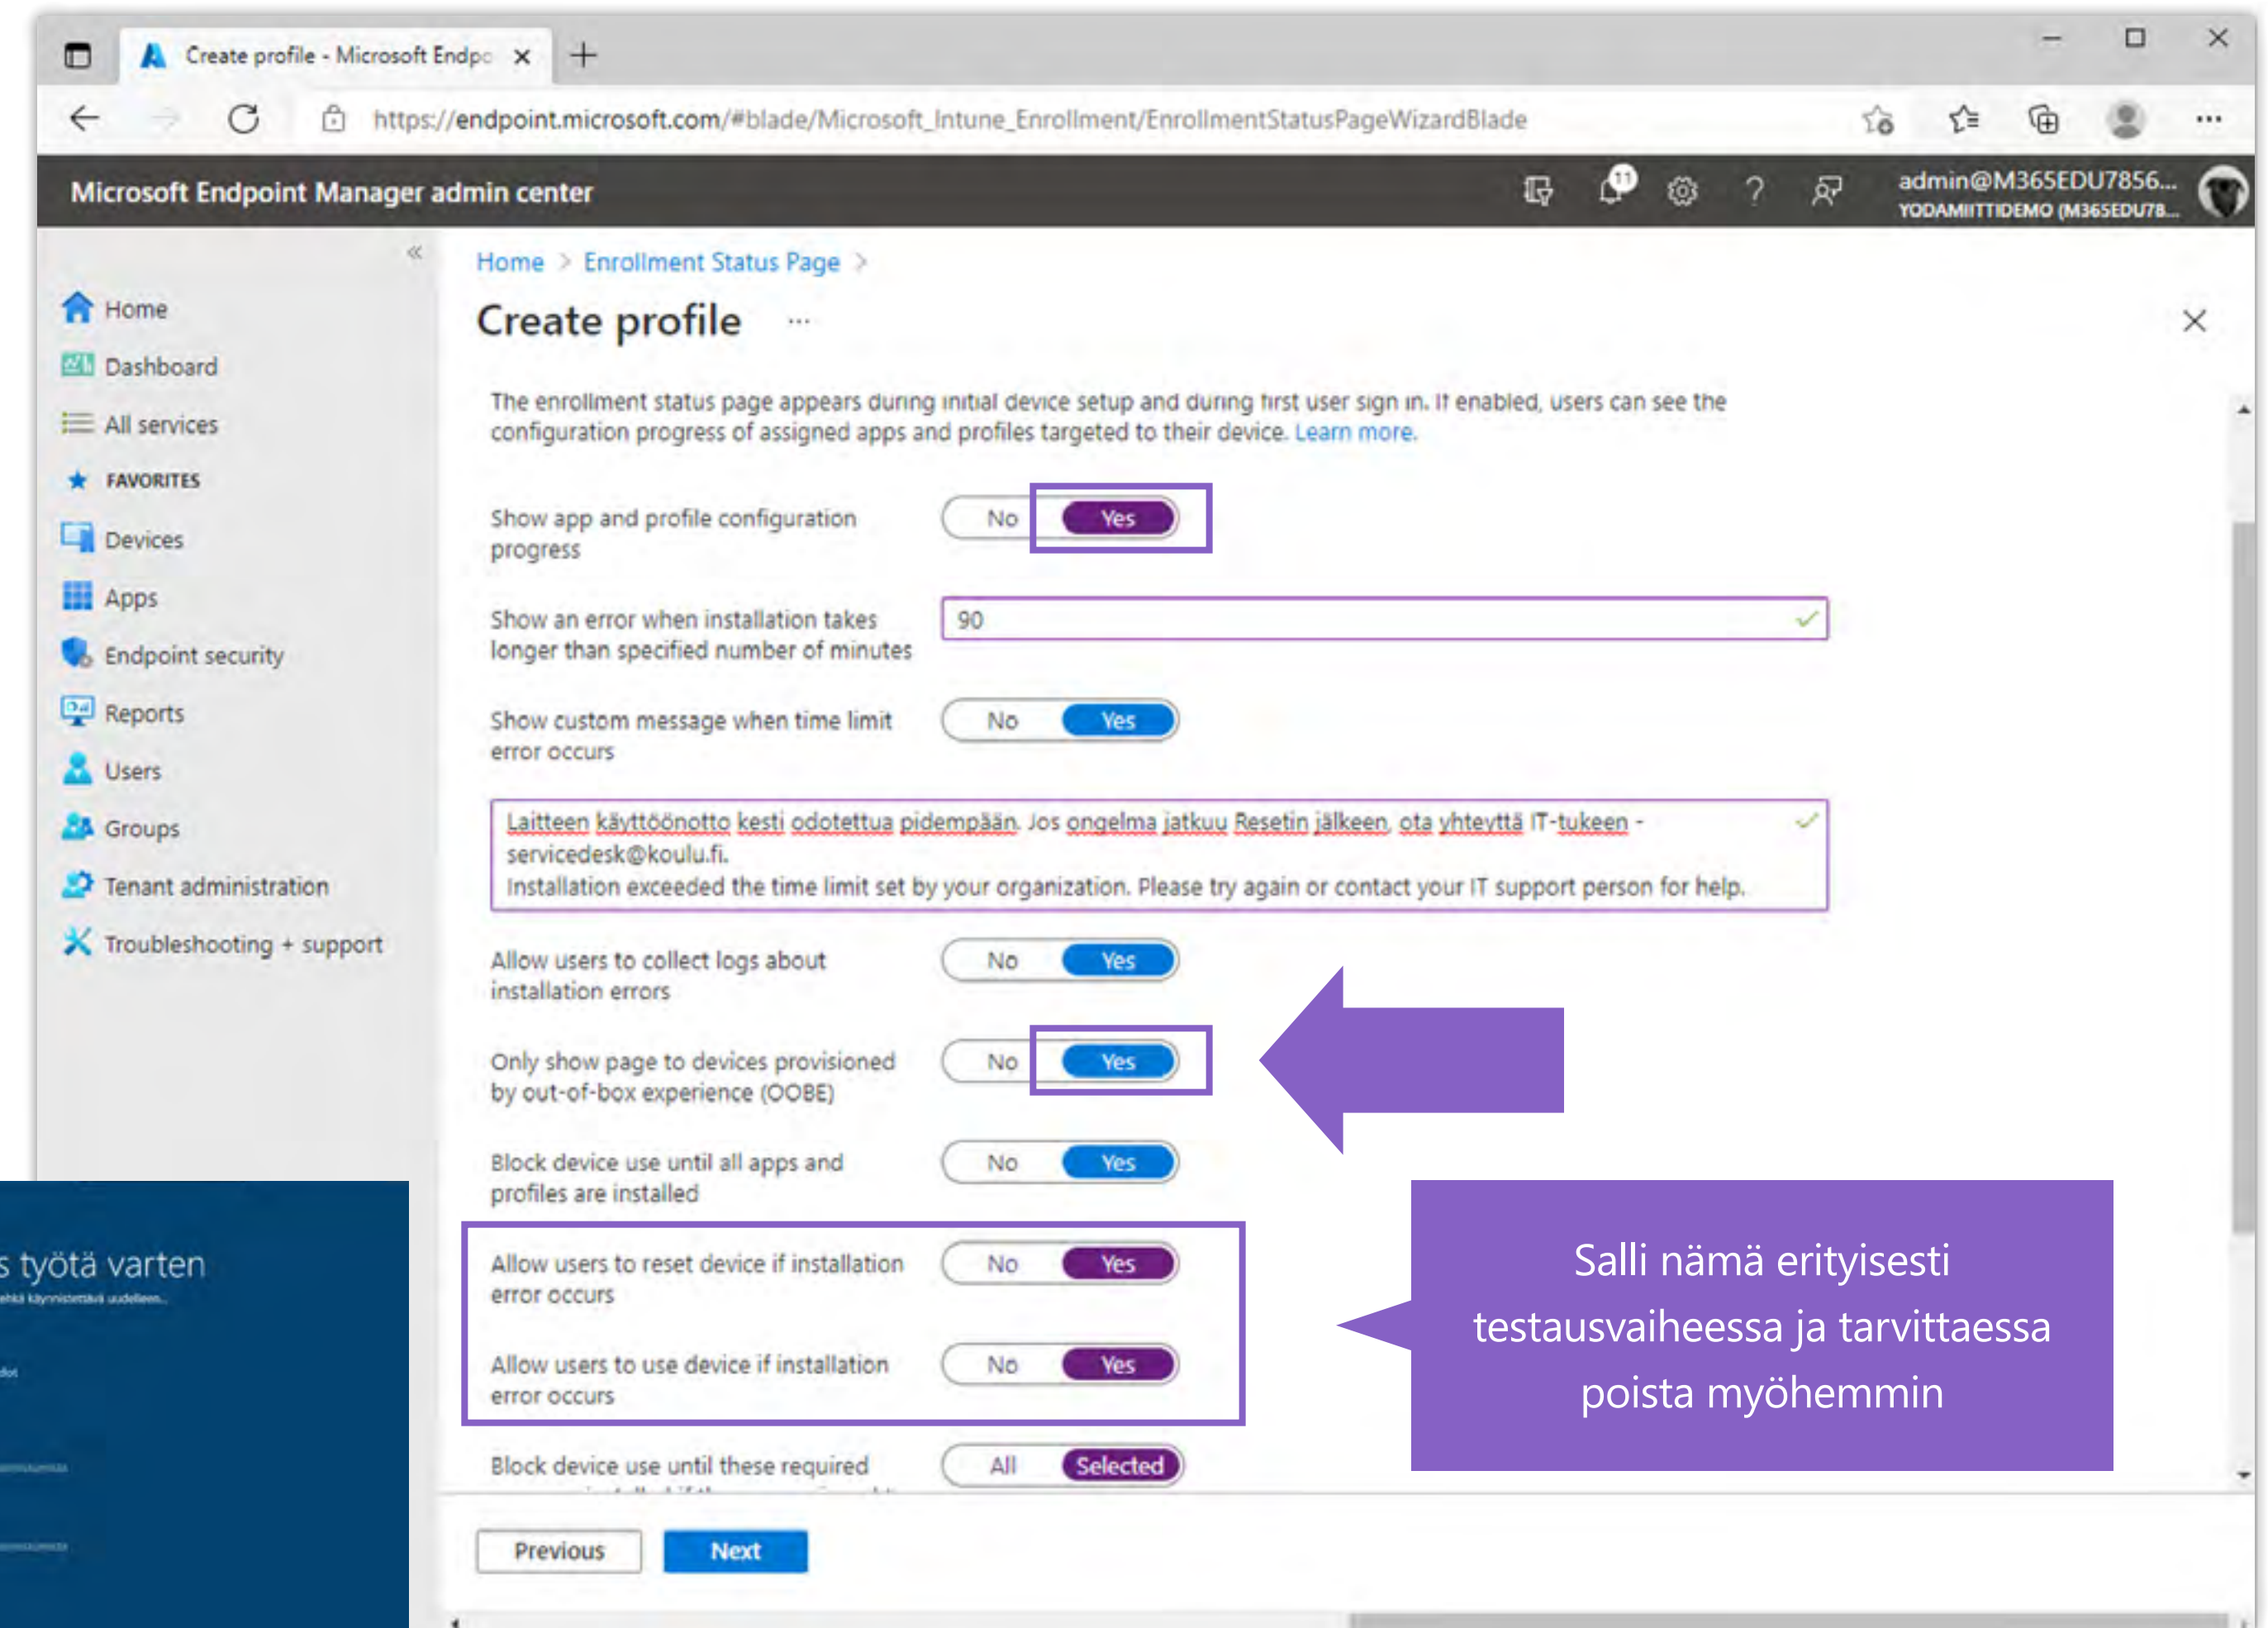 Create profile - Microsoft Endpo
https://endpoint.microsoft.com/#blade/Microsoft_Intune_Enrollment/EnrollmentStatusPageWizardBlade
Microsoft Endpoint Manager admin center
11
admin@M365EDU7856...
YODAMIITTIDEMO (M365EDU78...
Home
Dashboard
All services
FAVORITES
Devices
Apps
Endpoint security
Reports
Users
Groups
Tenant administration
Troubleshooting + support
Home > Enrollment Status Page >
Create profile ...
The enrollment status page appears during initial device setup and during first user sign in. If enabled, users can see the
configuration progress of assigned apps and profiles targeted to their device. Learn more.
Show app and profile configuration
progress
No Yes
Show an error when installation takes
longer than specified number of minutes
90
Show custom message when time limit
error occurs
No Yes
Laitteen käyttöönotto kesti odotettua pidempään. Jos ongelma jatkuu Resetin jälkeen, ota yhteyttä IT-tukeen -
servicedesk@koulu.fi.
Installation exceeded the time limit set by your organization. Please try again or contact your IT support person for help.
Allow users to collect logs about
installation errors
No Yes
Only show page to devices provisioned
by out-of-box experience (OOBE)
No Yes
Block device use until all apps and
profiles are installed
No Yes
Allow users to reset device if installation
error occurs
No Yes
Allow users to use device if installation
error occurs
No Yes
Block device use until these required
All Selected
Previous Next
Salli nämä erityisesti
testausvaiheessa ja tarvittaessa
poista myöhemmin
s työtä varten
käynnistettävä uudelleen...